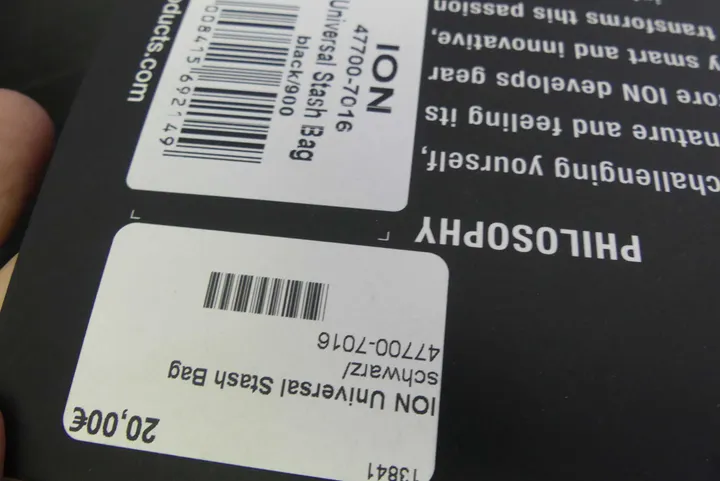 13841
ION Universal Stash Bag
20,00€
schwarz/
47700-7016
PHILOSOPHY
challenging yourself,
nature and feeling its
ION develops gear
y smart and innovative,
transforms this passion
ION
47700-7016
Universal Stash Bag
black/900
008415692149
ducts.com